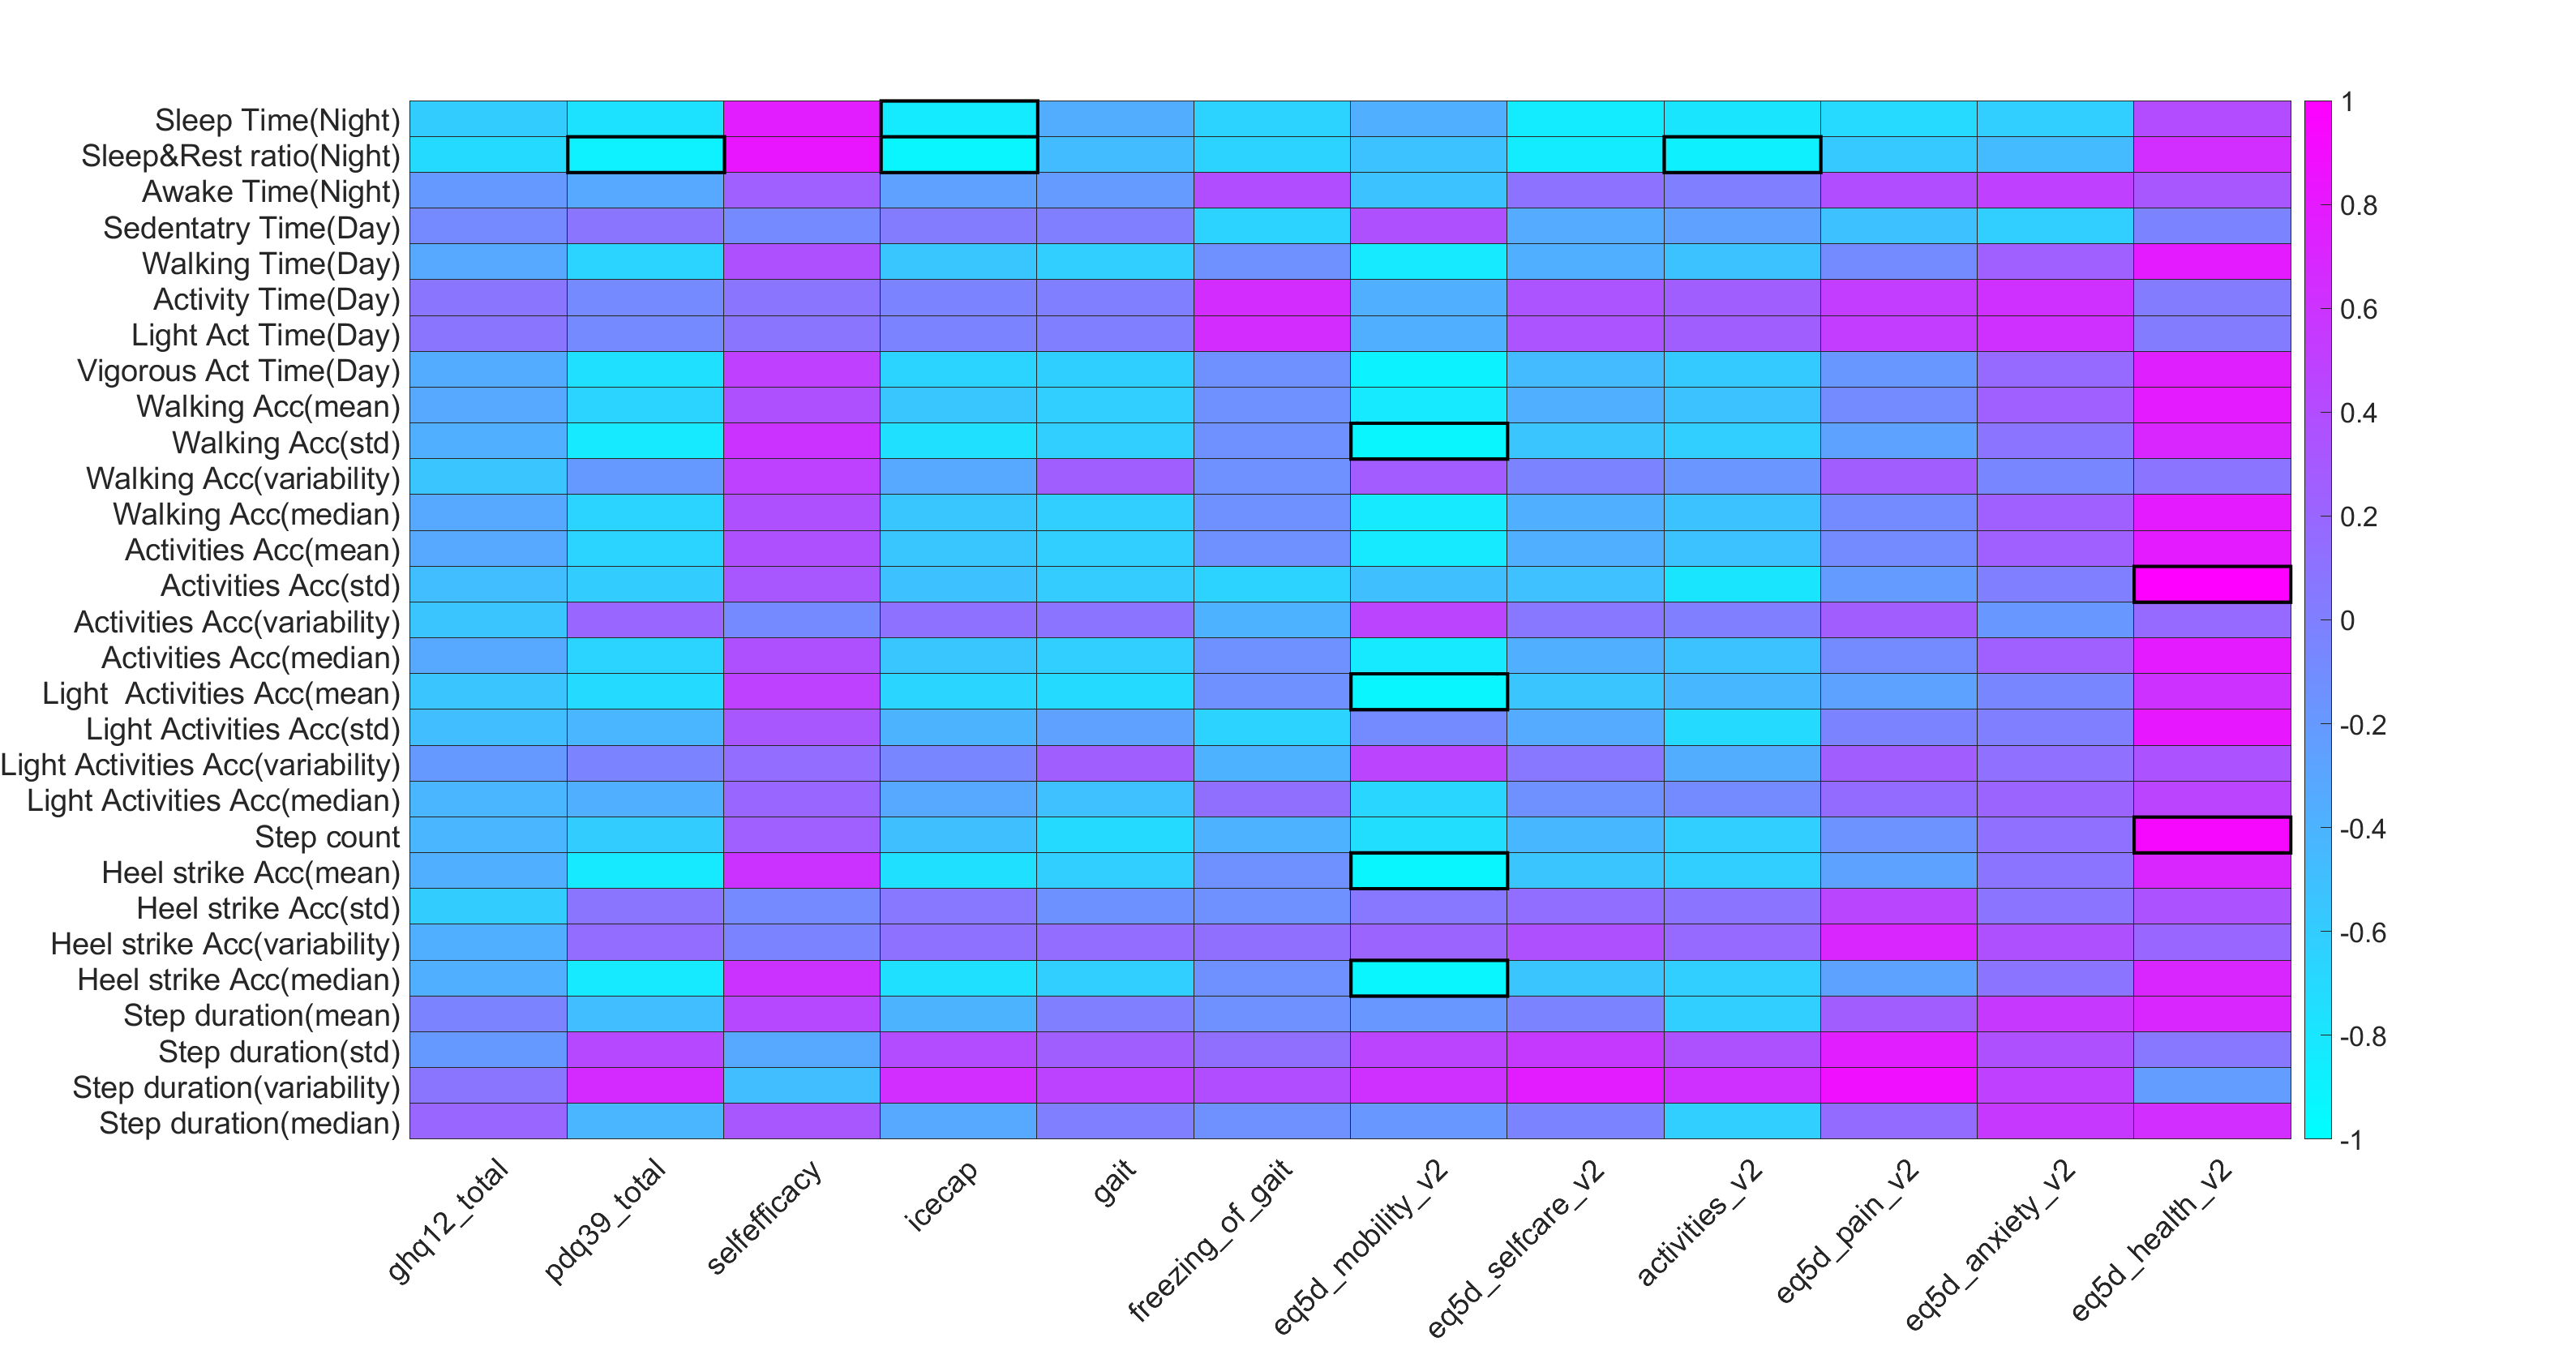 Sleep Time(Night)
Sleep&Rest ratio(Night)
Awake Time(Night)
Sedentatry Time(Day)
Walking Time(Day)
Activity Time(Day)
Light Act Time(Day)
Vigorous Act Time(Day)
Walking Acc(mean)
Walking Acc(std)
Walking Acc(variability)
Walking Acc(median)
Activities Acc(mean)
Activities Acc(std)
Activities Acc(variability)
Activities Acc(median)
Light  Activities Acc(mean)
Light Activities Acc(std)
Light Activities Acc(variability)
Light Activities Acc(median)
Step count
Heel strike Acc(mean)
Heel strike Acc(std)
Heel strike Acc(variability)
Heel strike Acc(median)
Step duration(mean)
Step duration(std)
Step duration(variability)
Step duration(median)
ghq12_total
pdq39_total
selfefficacy
icecap
gait
freezing_of_gait
eq5d_mobility_v2
eq5d_selfcare_v2
activities_v2
eq5d_pain_v2
eq5d_anxiety_v2
eq5d_health_v2
1
0.8
0.6
0.4
0.2
0
-0.2
-0.4
-0.6
-0.8
-1